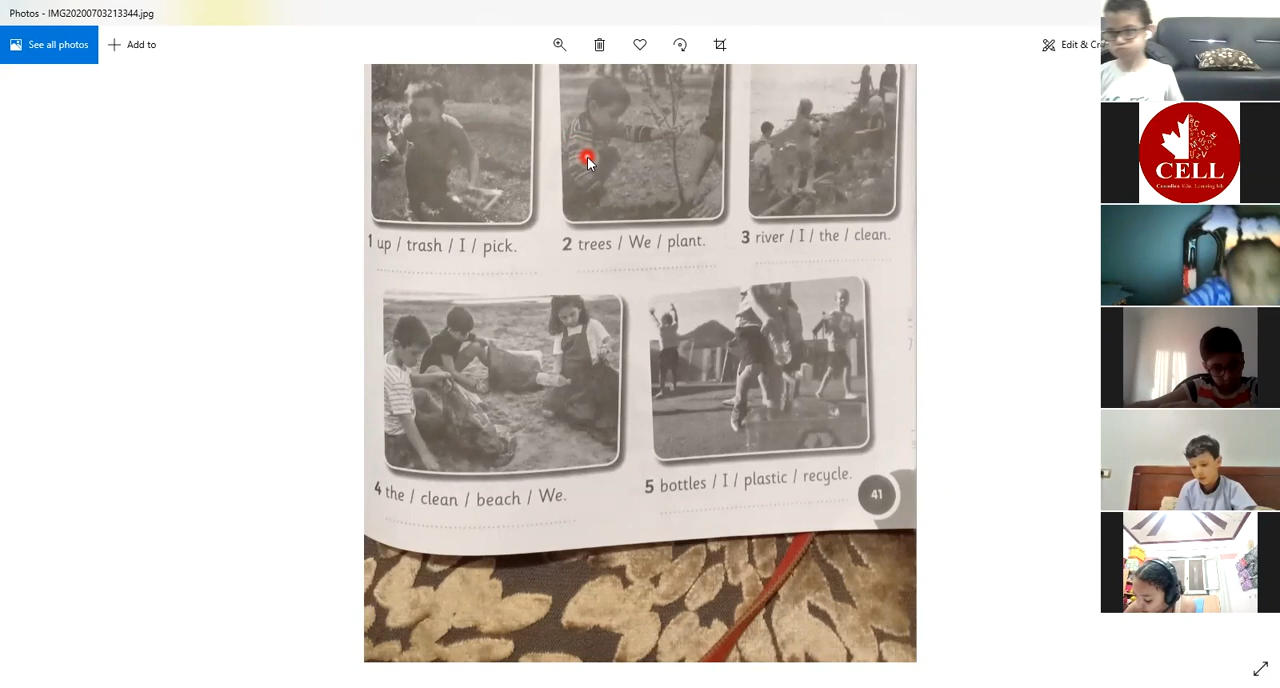 Photos - IMG20200703213344.jpg
See all photos
Add to
Edit & Cr
1 up / trash / I / pick.
2 trees / We / plant.
3 river / I / the / clean.
4 the / clean / beach / We.
5 bottles / I / plastic / recycle.
41
CELL